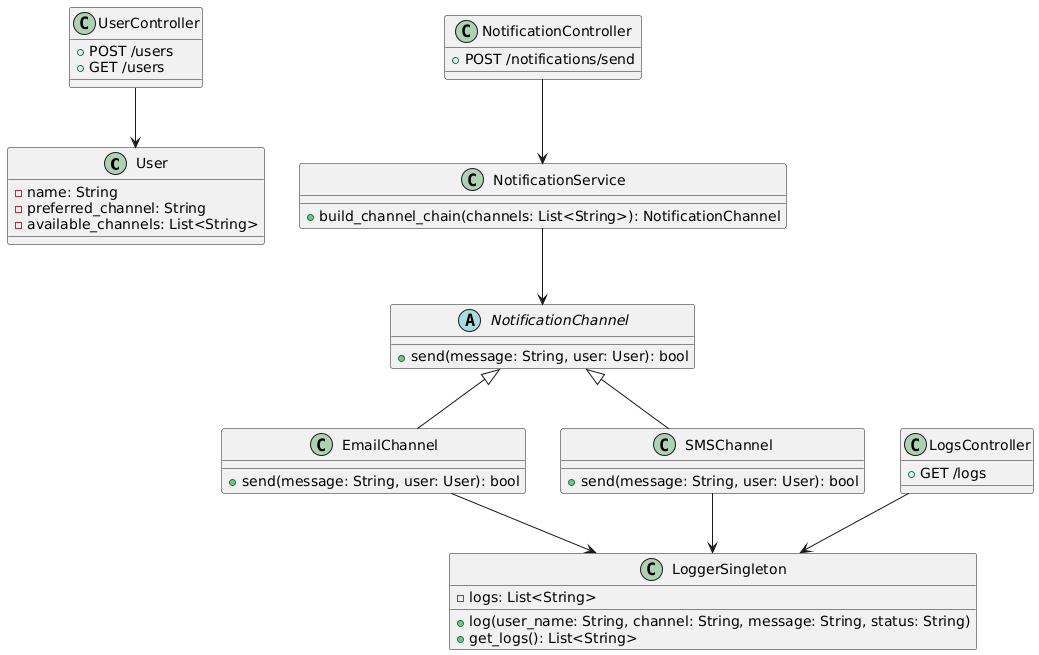 C UserController
POST /users
GET /users
C NotificationController
POST /notifications/send
C User
name: String
preferred_channel: String
available_channels: List<String>
C NotificationService
build_channel_chain(channels: List<String>): NotificationChannel
A NotificationChannel
send(message: String, user: User): bool
C EmailChannel
send(message: String, user: User): bool
C SMSChannel
send(message: String, user: User): bool
C LogsController
GET /logs
C LoggerSingleton
logs: List<String>
log(user_name: String, channel: String, message: String, status: String)
get_logs(): List<String>